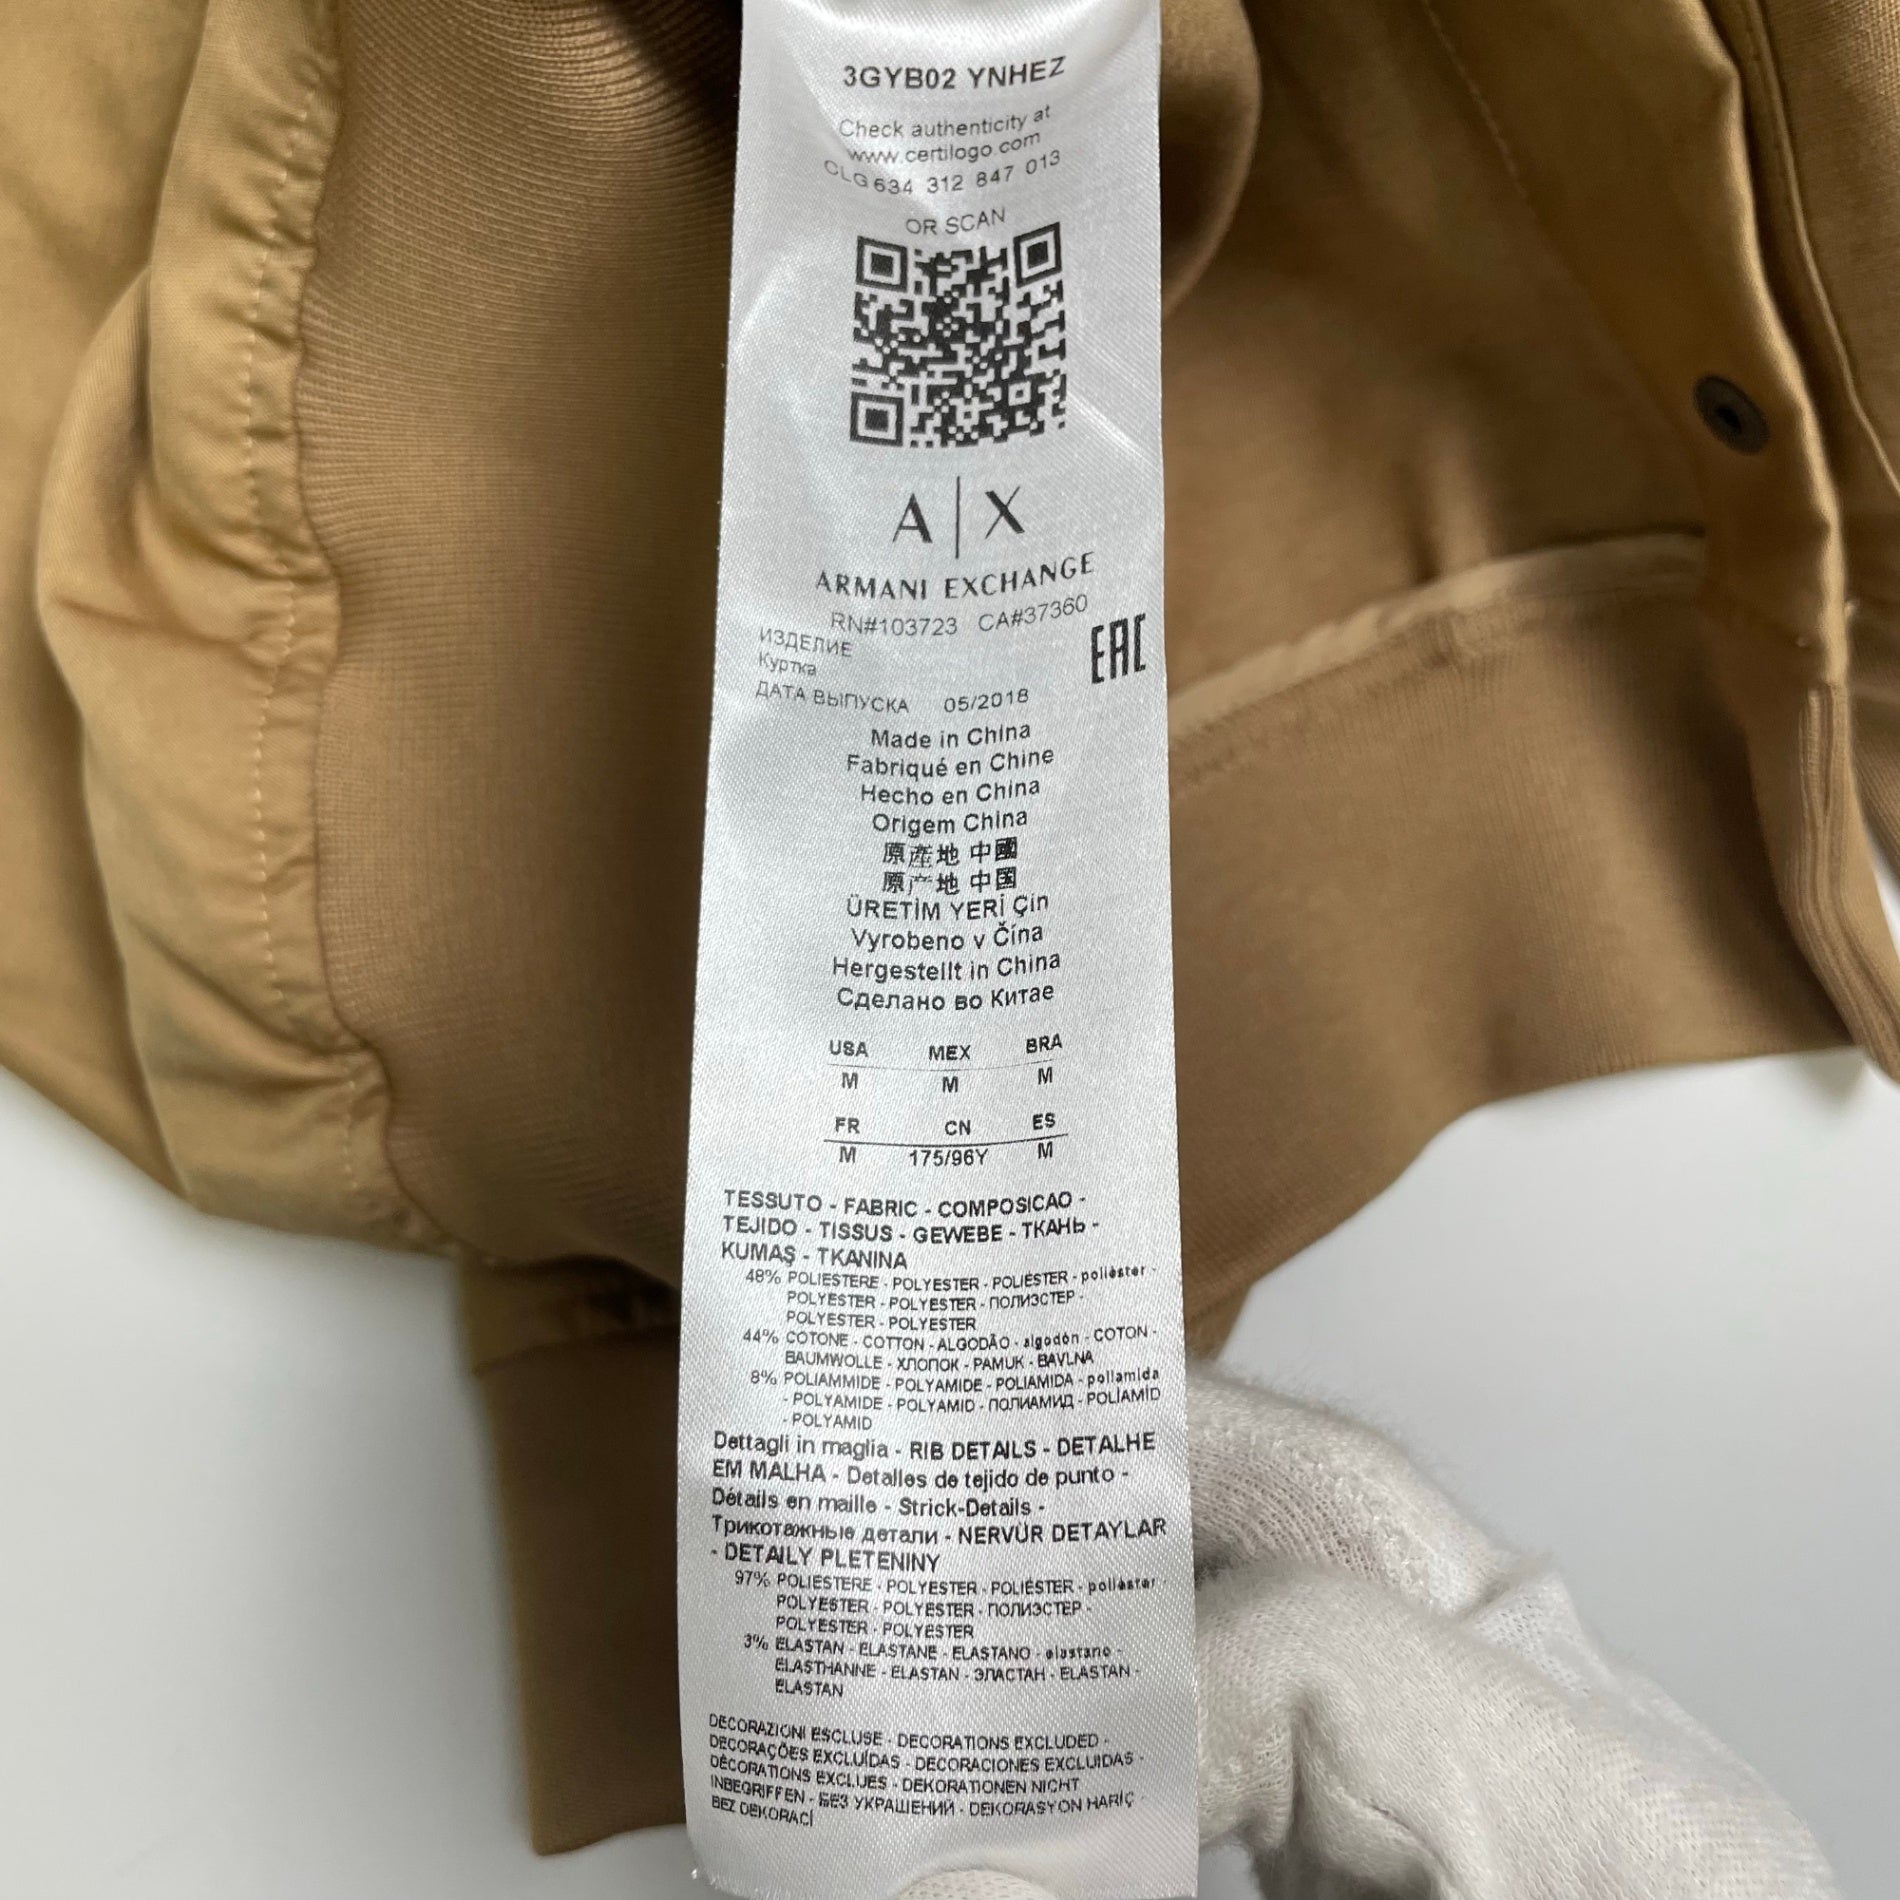 3GYB02 YNHEZ
Check authenticity at
www.certilogo.com
CLG 634 312 847 013
OR SCAN
A|X
ARMANI EXCHANGE
RN#103723 CA#37360
ИЗДЕЛИЕ
Куртка
EAC
ДАТА ВЫПУСКА 05/2018
Made in China
Fabriqué en Chine
Hecho en China
Origem China
原產地 中國
原产地 中国
ÜRETİM YERİ Çin
Vyrobeno v Čína
Hergestellt in China
Сделано во Китае
USA MEX BRA
M M M
FR CN ES
M 175/96Y M
TESSUTO - FABRIC - COMPOSICAO -
TEJIDO - TISSUS - GEWEBE - ТКАНЬ -
KUMAŞ - TKANINA
48% POLIESTERE - POLYESTER - POLIÉSTER - poliéster -
POLYESTER - POLYESTER - ПОЛИЭСТЕР -
POLYESTER - POLYESTER
44% COTONE - COTTON - ALGODÃO - algodón - COTON -
BAUMWOLLE - ХЛОПОК - PAMUK - BAVLNA
8% POLIAMMIDE - POLYAMIDE - POLIAMIDA - poliamida
- POLYAMIDE - POLYAMID - ПОЛИАМИД - POLİAMİD
- POLYAMID
Dettagli in maglia - RIB DETAILS - DETALHE
EM MALHA - Detalles de tejido de punto -
Détails en maille - Strick-Details -
Трикотажные детали - NERVÜR DETAYLAR
- DETAILY PLETENINY
97% POLIESTERE - POLYESTER - POLIÉSTER - poliéster -
POLYESTER - POLYESTER - ПОЛИЭСТЕР -
POLYESTER - POLYESTER
3% ELASTAN - ELASTANE - ELASTANO - elastano -
ÉLASTHANNE - ELASTAN - ЭЛАСТАН - ELASTAN -
ELASTAN
DECORAZIONI ESCLUSE - DECORATIONS EXCLUDED -
DECORAÇÕES EXCLUÍDAS - DECORACIONES EXCLUIDAS -
DÉCORATIONS EXCLUES - DEKORATIONEN NICHT
INBEGRIFFEN - БЕЗ УКРАШЕНИЙ - DEKORASYON HARİÇ -
BEZ DEKORACÍ